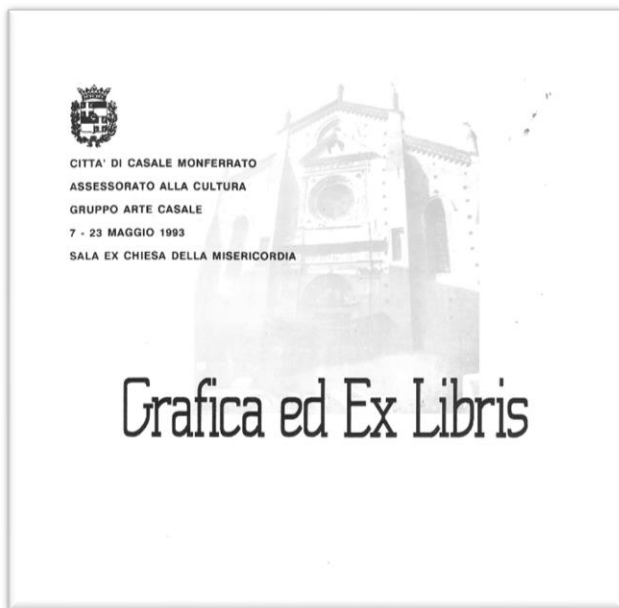 CITTA' DI CASALE MONFERRATO
ASSESSORATO ALLA CULTURA
GRUPPO ARTE CASALE
7 - 23 MAGGIO 1993
SALA EX CHIESA DELLA MISERICORDIA
Grafica ed Ex Libris